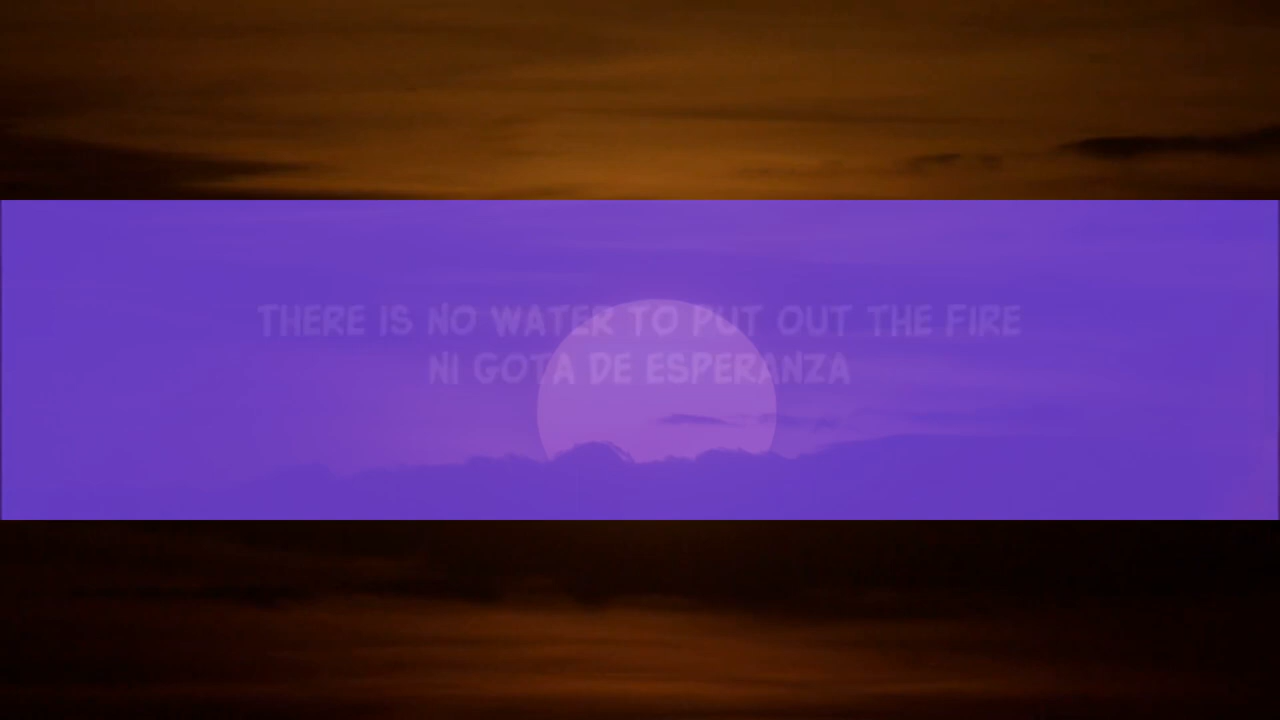 THERE IS NO WATER TO PUT OUT THE FIRE
NI GOTA DE ESPERANZA